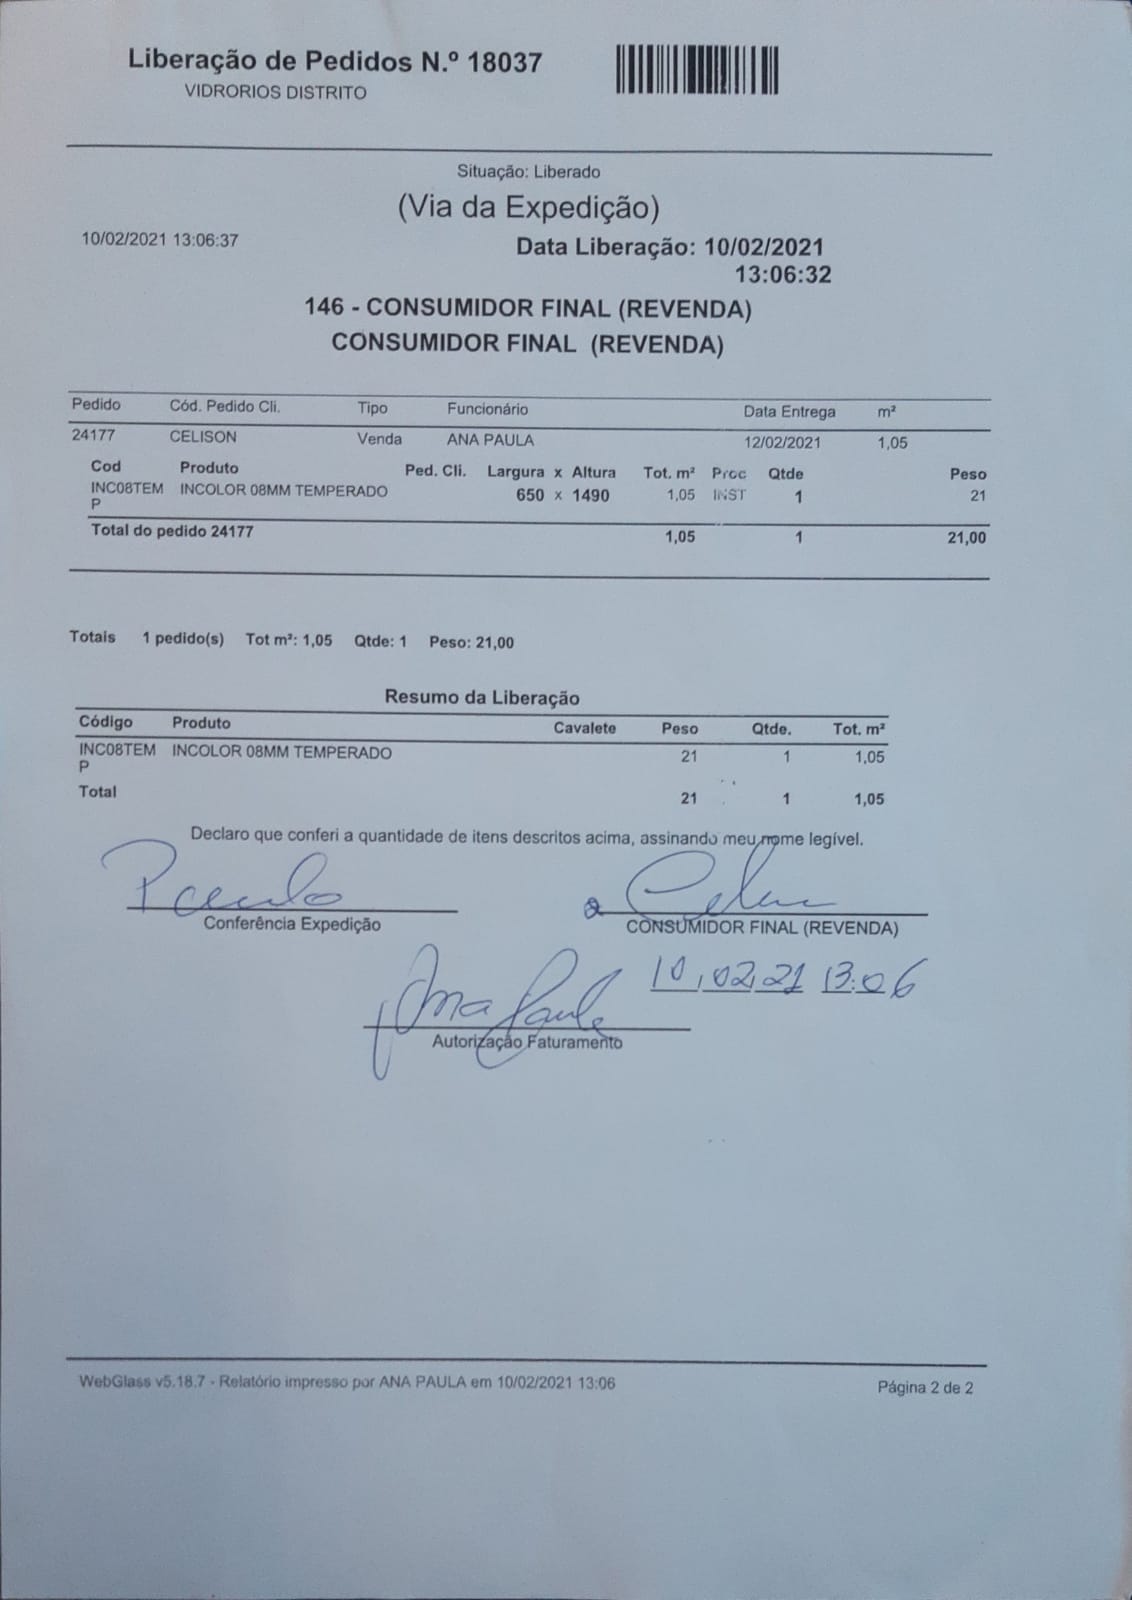 Liberação de Pedidos N.º 18037
VIDRORIOS DISTRITO
Situação: Liberado
(Via da Expedição)
10/02/2021 13:06:37
Data Liberação: 10/02/2021
13:06:32
146 - CONSUMIDOR FINAL (REVENDA)
CONSUMIDOR FINAL (REVENDA)
Pedido Cód. Pedido Cli. Tipo Funcionário Data Entrega m²
24177 CELISON Venda ANA PAULA 12/02/2021 1,05
Cod Produto Ped. Cli. Largura x Altura Tot. m² Proc Qtde Peso
INC08TEM INCOLOR 08MM TEMPERADO 650 x 1490 1,05 INST 1 21
P
Total do pedido 24177 1,05 1 21,00
Totais 1 pedido(s) Tot m²: 1,05 Qtde: 1 Peso: 21,00
Resumo da Liberação
Código Produto Cavalete Peso Qtde. Tot. m²
INC08TEM INCOLOR 08MM TEMPERADO 21 1 1,05
P
Total 21 1 1,05
Declaro que conferi a quantidade de itens descritos acima, assinando meu nome legível.
Conferência Expedição
CONSUMIDOR FINAL (REVENDA)
10,02,21 13:06
Ana Paula
Autorização Faturamento
WebGlass v5.18.7 - Relatório impresso por ANA PAULA em 10/02/2021 13:06
Página 2 de 2